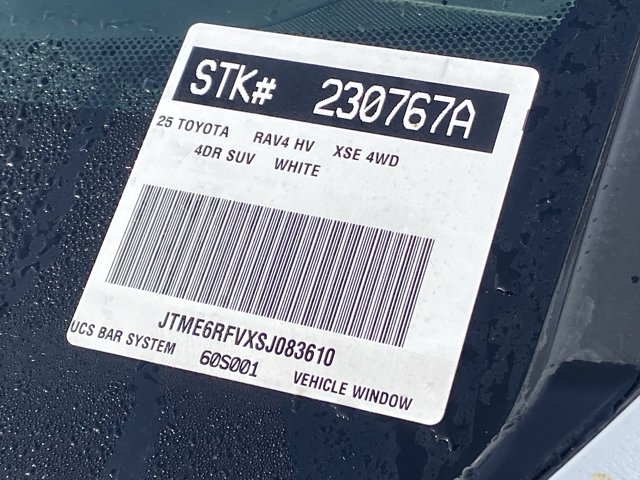 STK# 230767A
25 TOYOTA RAV4 HV XSE 4WD
4DR SUV WHITE
JTME6RFVXSJ083610
UCS BAR SYSTEM 60S001 VEHICLE WINDOW